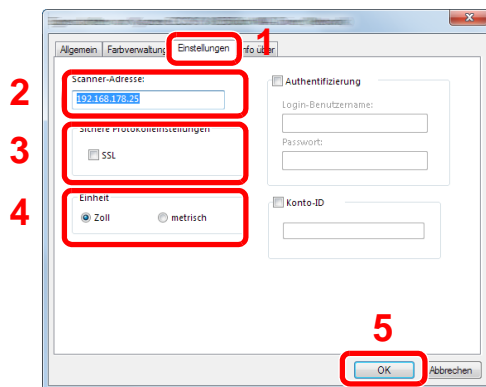 1
Allgemein Farbverwaltung Einstellungen Info über
2
Scanner-Adresse:
192.168.178.25
Authentifizierung
Login-Benutzername:
Passwort:
3
Sichere Protokolleinstellungen
SSL
4
Einheit
Zoll metrisch
Konto-ID
5
OK Abbrechen